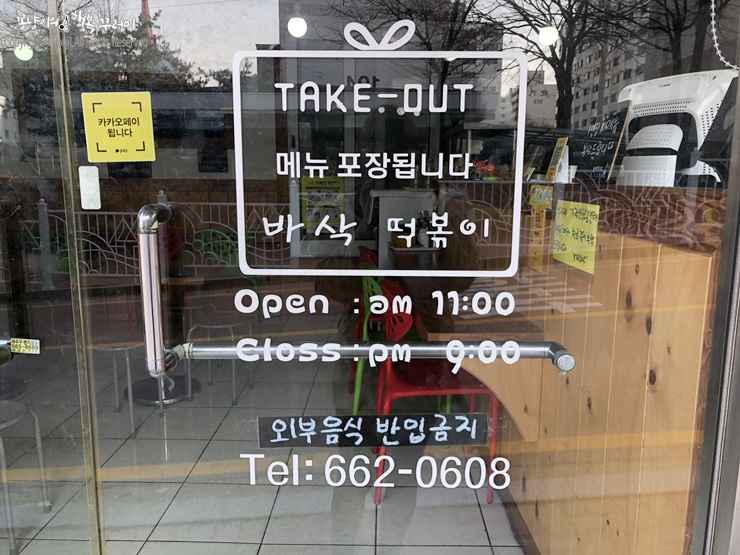 카카오페이
됩니다
pay
TAKE-OUT
메뉴 포장됩니다
바삭 떡볶이
Open : am 11:00
Closs : pm 9:00
외부음식 반입금지
Tel: 662-0608